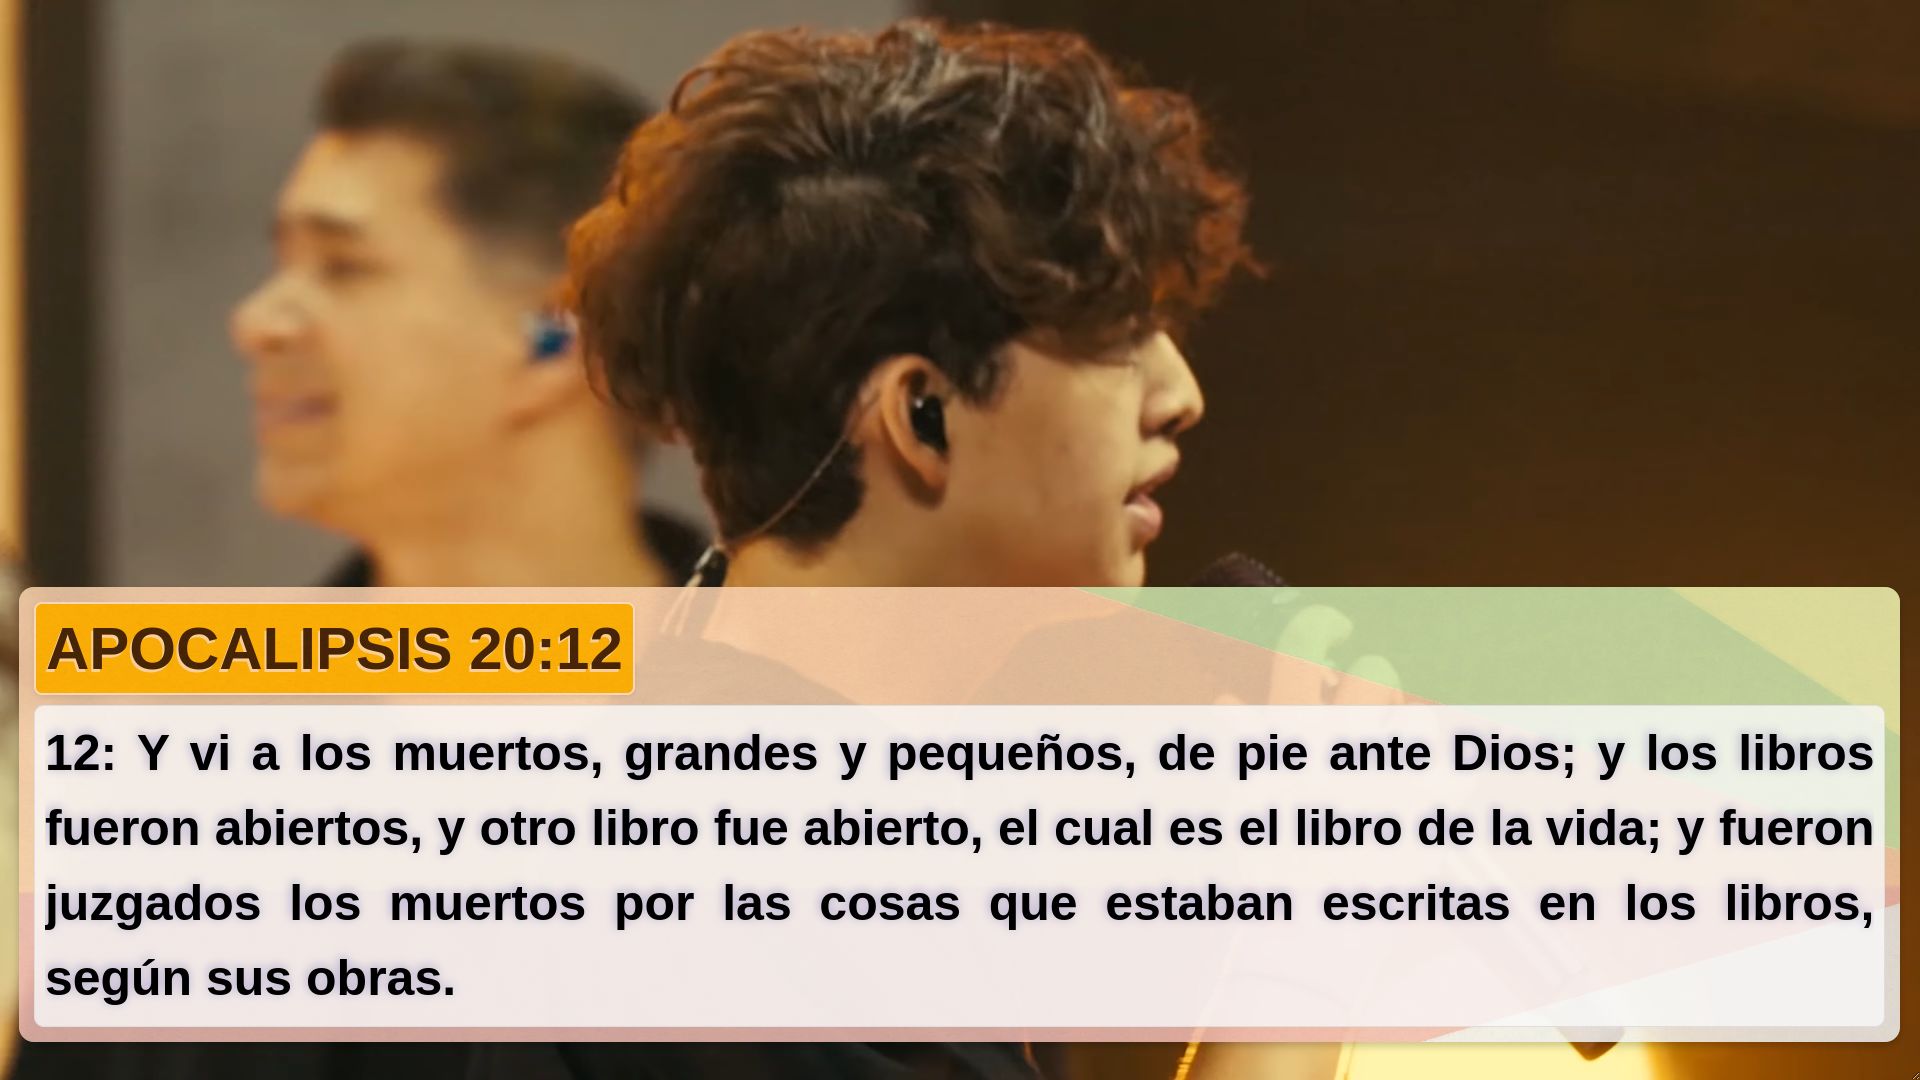 APOCALIPSIS 20:12
12: Y vi a los muertos, grandes y pequeños, de pie ante Dios; y los libros
fueron abiertos, y otro libro fue abierto, el cual es el libro de la vida; y fueron
juzgados los muertos por las cosas que estaban escritas en los libros,
según sus obras.